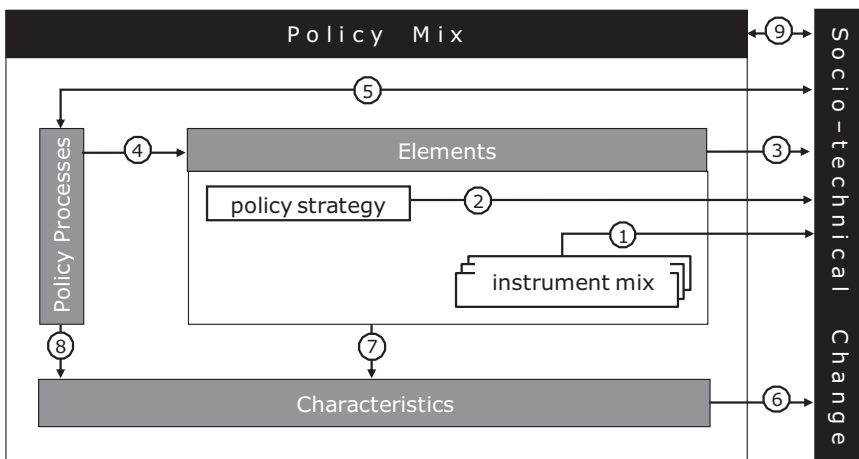 Policy Mix
9
5
Policy Processes
4
Elements
3
policy strategy
2
1
instrument mix
8
7
Characteristics
6
Socio-technical Change